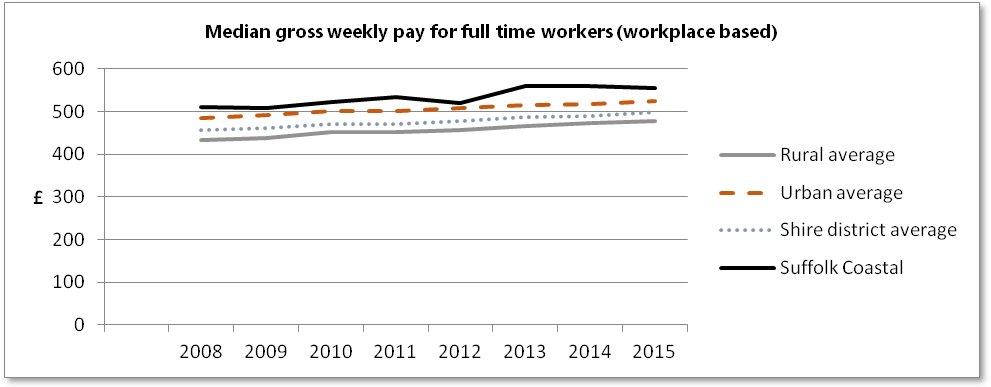 Median gross weekly pay for full time workers (workplace based)
600
500
400
300
200
100
0
£
2008 2009 2010 2011 2012 2013 2014 2015
Rural average
Urban average
Shire district average
Suffolk Coastal